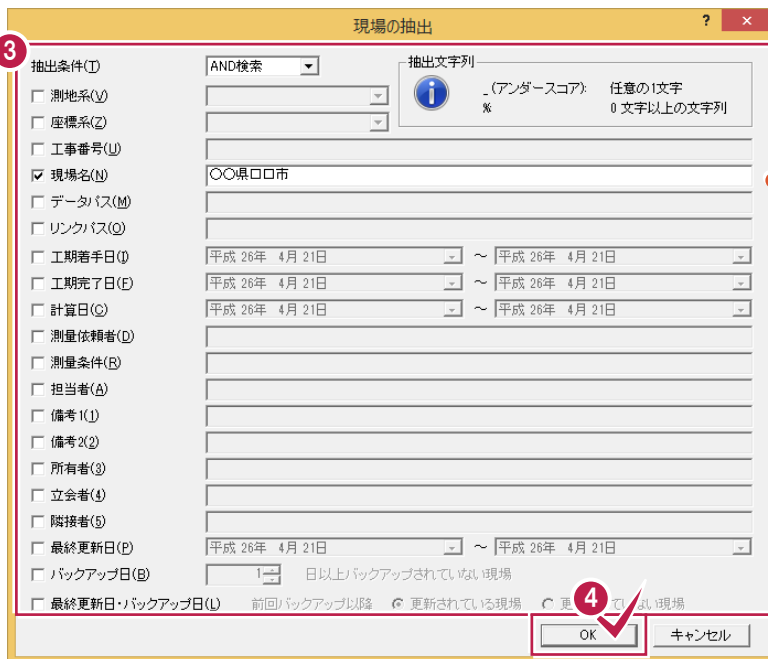 現場の抽出 ? ×
3
抽出条件(T) AND検索
抽出文字列
_(アンダースコア): 任意の1文字
% 0 文字以上の文字列
測地系(V)
座標系(Z)
工事番号(U)
現場名(N) 〇〇県口口市
データパス(M)
リンクパス(O)
工期着手日(I) 平成 26年 4月 21日 ～ 平成 26年 4月 21日
工期完了日(F) 平成 26年 4月 21日 ～ 平成 26年 4月 21日
計算日(C) 平成 26年 4月 21日 ～ 平成 26年 4月 21日
測量依頼者(D)
測量条件(R)
担当者(A)
備考1(1)
備考2(2)
所有者(3)
立会者(4)
隣接者(5)
最終更新日(P) 平成 26年 4月 21日 ～ 平成 26年 4月 21日
バックアップ日(B) 1 日以上バックアップされていない現場
最終更新日・バックアップ日(L) 前回バックアップ以降 更新されている現場 更 ていない現場
4
OK キャンセル